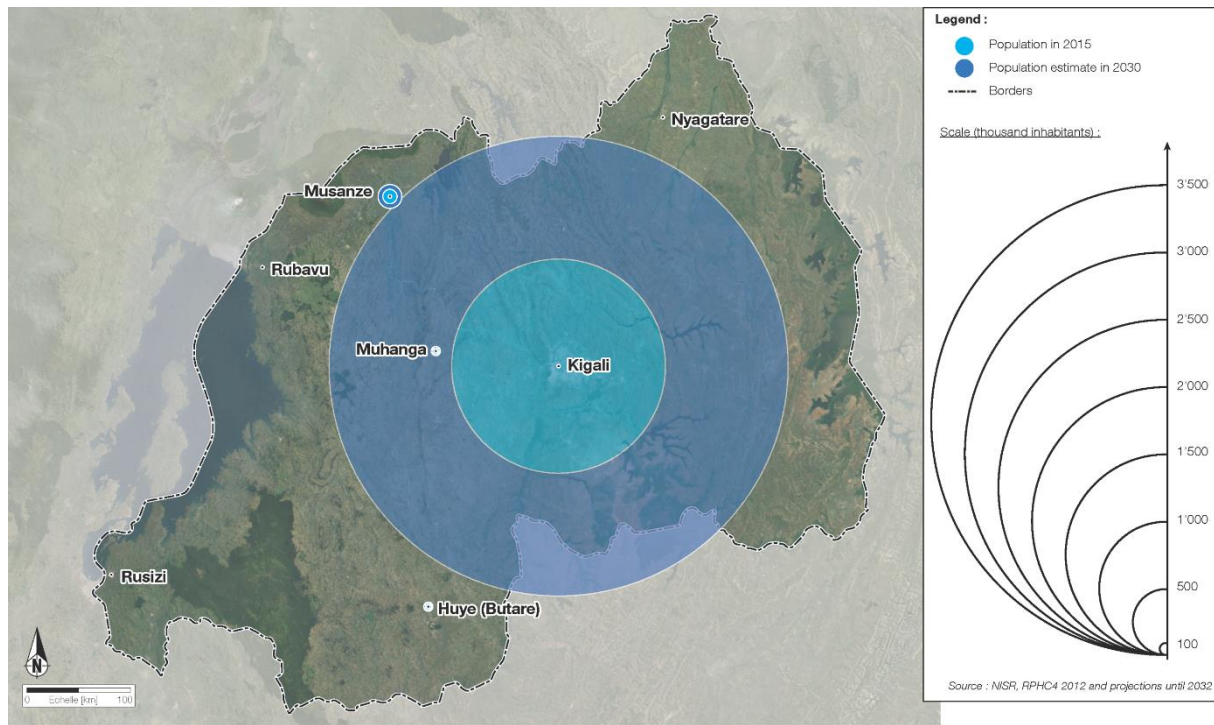 Legend :
Population in 2015
Population estimate in 2030
Borders
Scale (thousand inhabitants) :
3'500
3'000
2'500
2'000
1'500
1'000
500
100
Source : NISR, RPHC4 2012 and projections until 2032
Nyagatare
Musanze
Rubavu
Muhanga
Kigali
Rusizi
Huye (Butare)
N
0 Echelle [km] 100